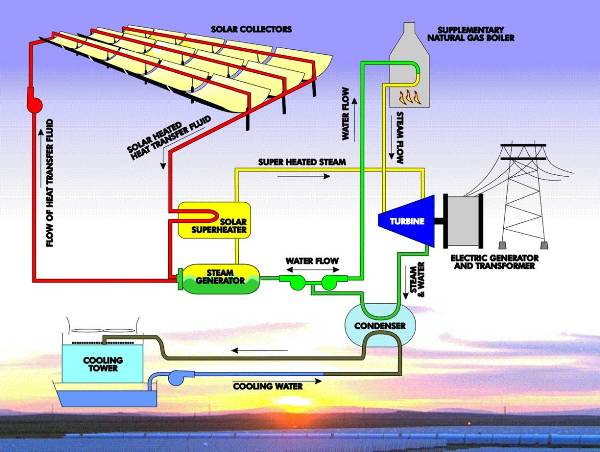 SOLAR COLLECTORS
SUPPLEMENTARY
NATURAL GAS BOILER
FLOW OF HEAT TRANSFER FLUID
SOLAR HEATED
HEAT TRANSFER FLUID
WATER FLOW
STEAM FLOW
SUPER HEATED STEAM
SOLAR
SUPERHEATER
TURBINE
STEAM
GENERATOR
WATER FLOW
STEAM
& WATER
ELECTRIC GENERATOR
AND TRANSFORMER
CONDENSER
COOLING
TOWER
COOLING WATER